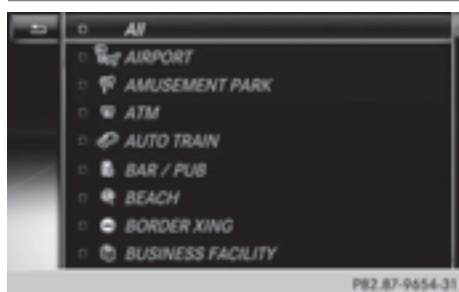 All
AIRPORT
AMUSEMENT PARK
ATM
AUTO TRAIN
BAR / PUB
BEACH
BORDER XING
BUSINESS FACILITY
P82.87-9654-31